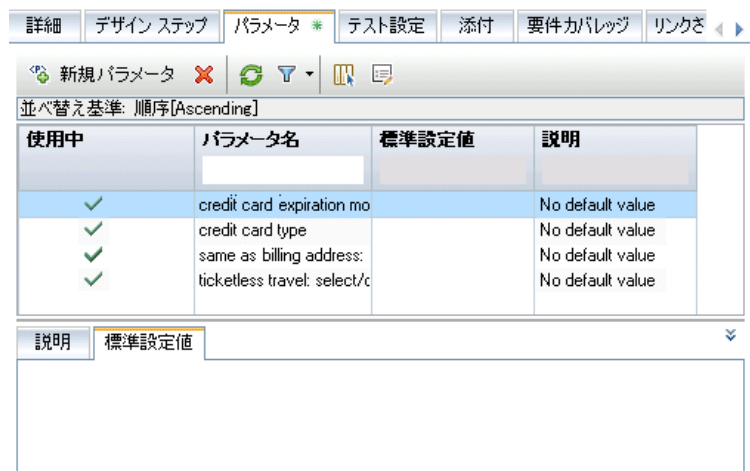 詳細 デザイン ステップ パラメータ * テスト設定 添付 要件カバレッジ リンクさ
<P> 新規パラメータ
並べ替え基準: 順序[Ascending]
使用中 パラメータ名 標準設定値 説明
credit card expiration mo No default value
credit card type No default value
same as billing address: No default value
ticketless travel: select/c No default value
説明 標準設定値